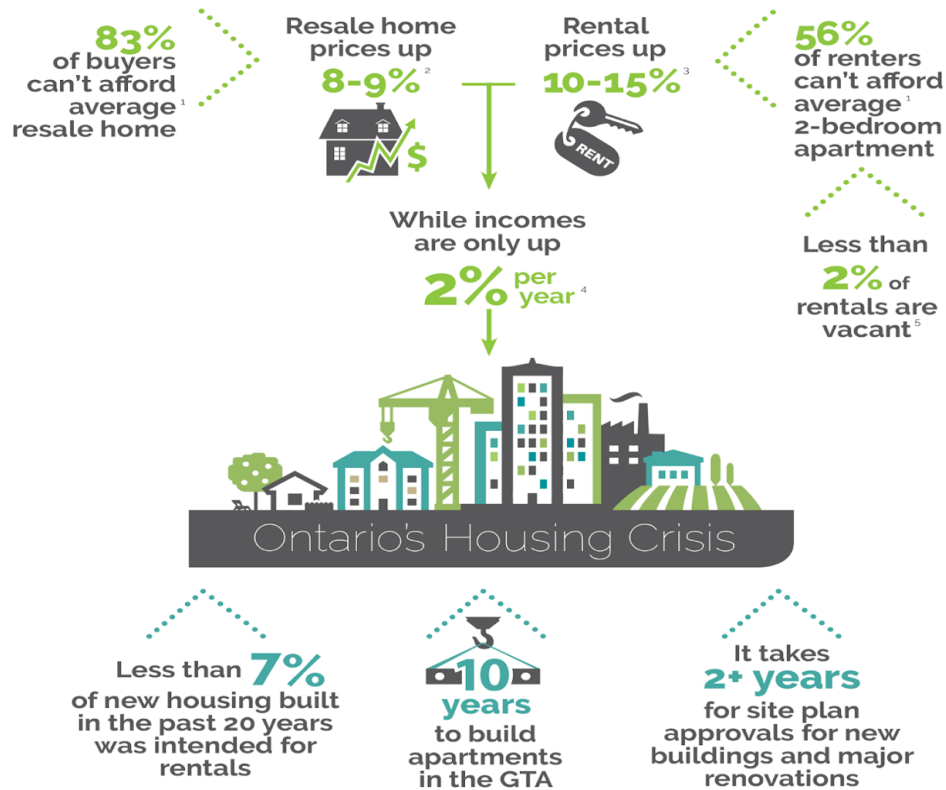 83%
of buyers
can't afford
average 1
resale home
Resale home
prices up
8-9% 2
$
Rental
prices up
10-15% 3
RENT
56%
of renters
can't afford
average 1
2-bedroom
apartment
While incomes
are only up
2% per
year 4
Less than
2% of
rentals are
vacant 5
Ontario's Housing Crisis
Less than 7%
of new housing built
in the past 20 years
was intended for
rentals
10
years
to build
apartments
in the GTA
It takes
2+ years
for site plan
approvals for new
buildings and major
renovations